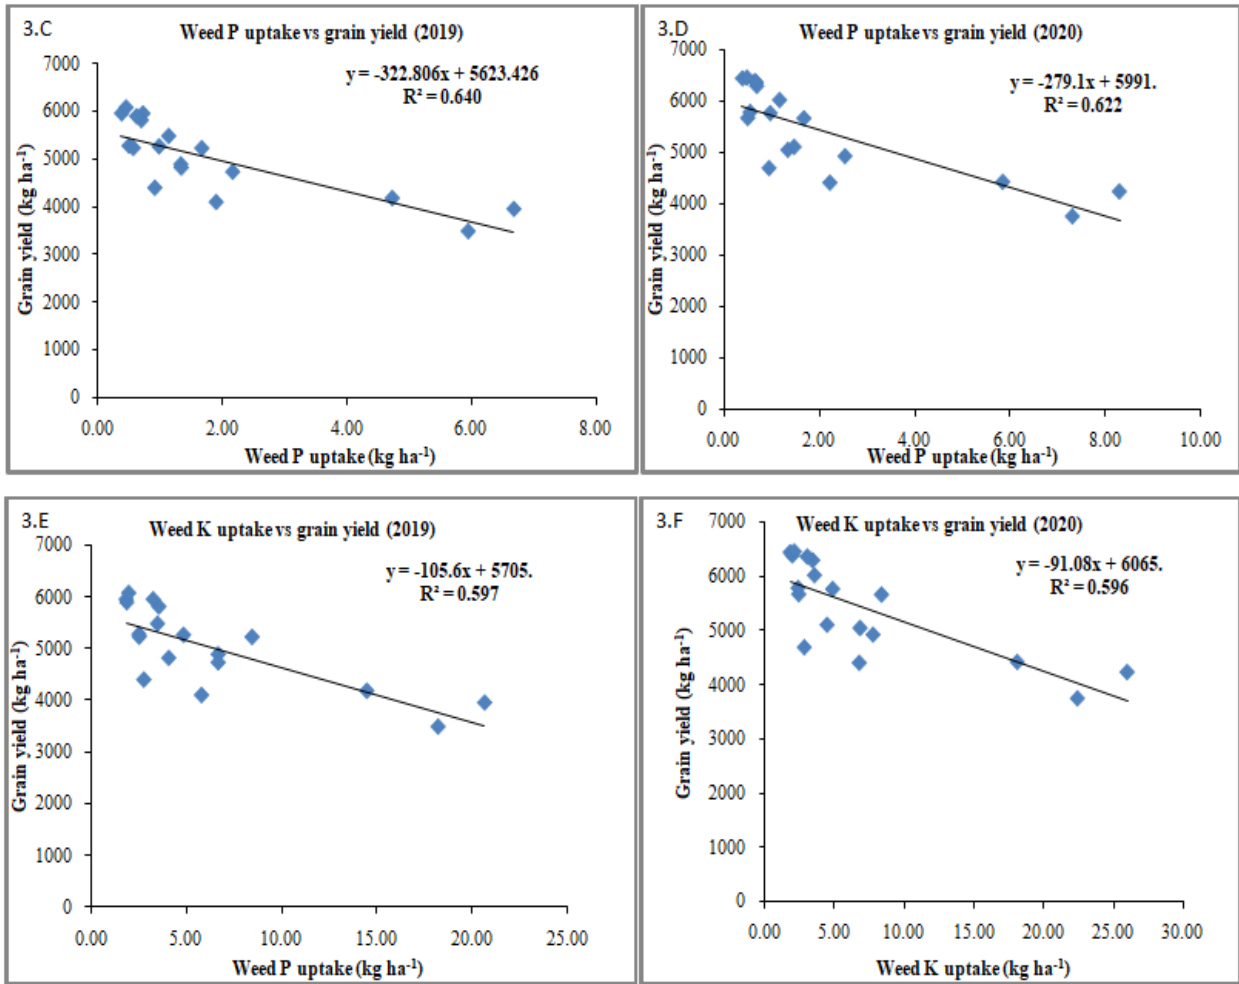 3.C
Weed P uptake vs grain yield (2019)
y = -322.806x + 5623.426
R² = 0.640
Grain yield (kg ha⁻¹)
7000
6000
5000
4000
3000
2000
1000
0
0.00 2.00 4.00 6.00 8.00
Weed P uptake (kg ha⁻¹)
3.D
Weed P uptake vs grain yield (2020)
y = -279.1x + 5991.
R² = 0.622
Grain yield (kg ha⁻¹)
7000
6000
5000
4000
3000
2000
1000
0
0.00 2.00 4.00 6.00 8.00 10.00
Weed P uptake (kg ha⁻¹)
3.E
Weed K uptake vs grain yield (2019)
y = -105.6x + 5705.
R² = 0.597
Grain yield (kg ha⁻¹)
7000
6000
5000
4000
3000
2000
1000
0
0.00 5.00 10.00 15.00 20.00 25.00
Weed P uptake (kg ha⁻¹)
3.F
Weed K uptake vs grain yield (2020)
y = -91.08x + 6065.
R² = 0.596
Grain yield (kg ha⁻¹)
7000
6000
5000
4000
3000
2000
1000
0
0.00 5.00 10.00 15.00 20.00 25.00 30.00
Weed K uptake (kg ha⁻¹)